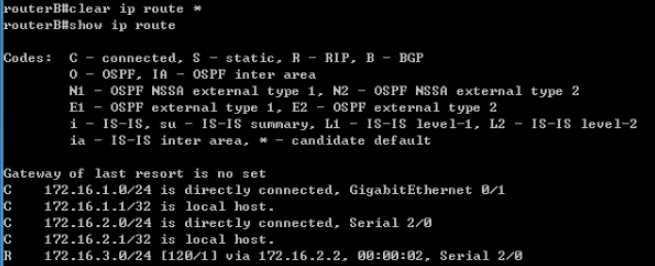 routerB#clear ip route *
routerB#show ip route
Codes:  C - connected, S - static, R - RIP, B - BGP
        O - OSPF, IA - OSPF inter area
        N1 - OSPF NSSA external type 1, N2 - OSPF NSSA external type 2
        E1 - OSPF external type 1, E2 - OSPF external type 2
        i - IS-IS, su - IS-IS summary, L1 - IS-IS level-1, L2 - IS-IS level-2
        ia - IS-IS inter area, * - candidate default
Gateway of last resort is no set
C    172.16.1.0/24 is directly connected, GigabitEthernet 0/1
C    172.16.1.1/32 is local host.
C    172.16.2.0/24 is directly connected, Serial 2/0
C    172.16.2.1/32 is local host.
R    172.16.3.0/24 [120/1] via 172.16.2.2, 00:00:02, Serial 2/0